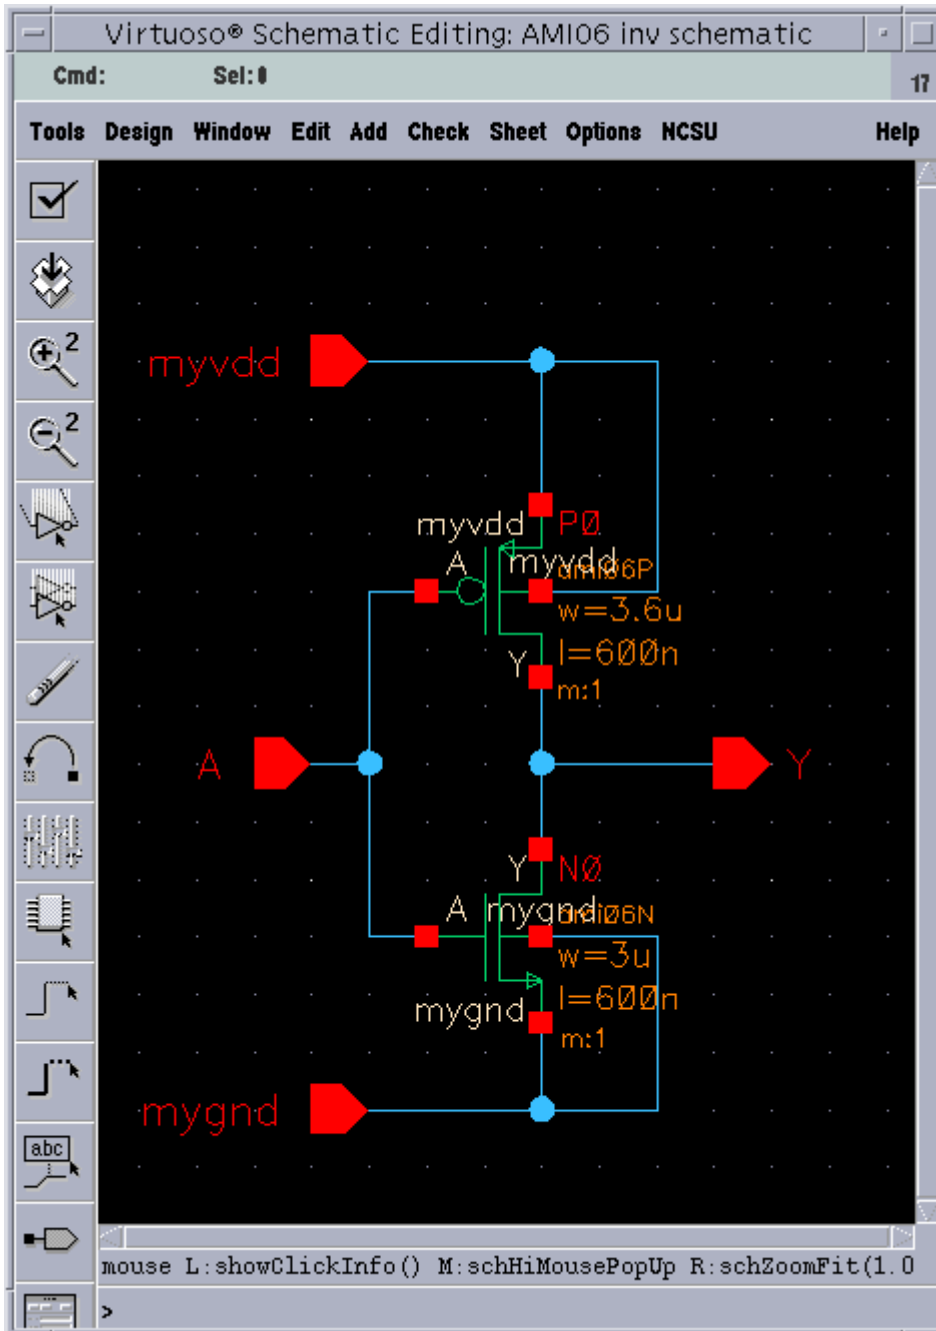 Virtuoso® Schematic Editing: AMI06 inv schematic
Cmd: Sel: 0
17
Tools Design Window Edit Add Check Sheet Options NCSU Help
2
2
abc
myvdd
myvdd
P0
A
myvdd
ami06P
w=3.6u
l=600n
Y
m:1
A
Y
Y
N0
A
mygnd
ami06N
w=3u
l=600n
mygnd
m:1
mygnd
mouse L:showClickInfo() M:schHiMousePopUp R:schZoomFit(1.0
>